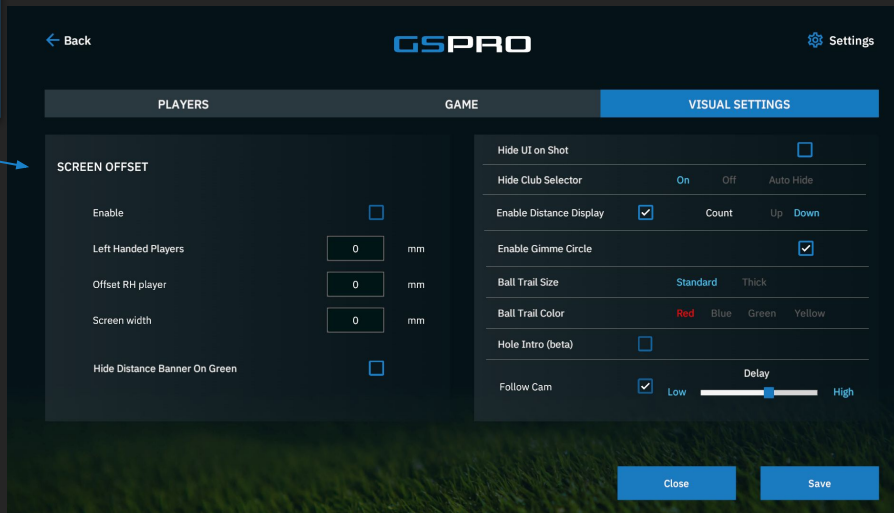 Back
GSPRO
Settings
PLAYERS
GAME
VISUAL SETTINGS
SCREEN OFFSET
Enable
Left Handed Players 0 mm
Offset RH player 0 mm
Screen width 0 mm
Hide Distance Banner On Green
Hide UI on Shot
Hide Club Selector On Off Auto Hide
Enable Distance Display Count Up Down
Enable Gimme Circle
Ball Trail Size Standard Thick
Ball Trail Color Red Blue Green Yellow
Hole Intro (beta)
Delay
Follow Cam Low High
Close
Save